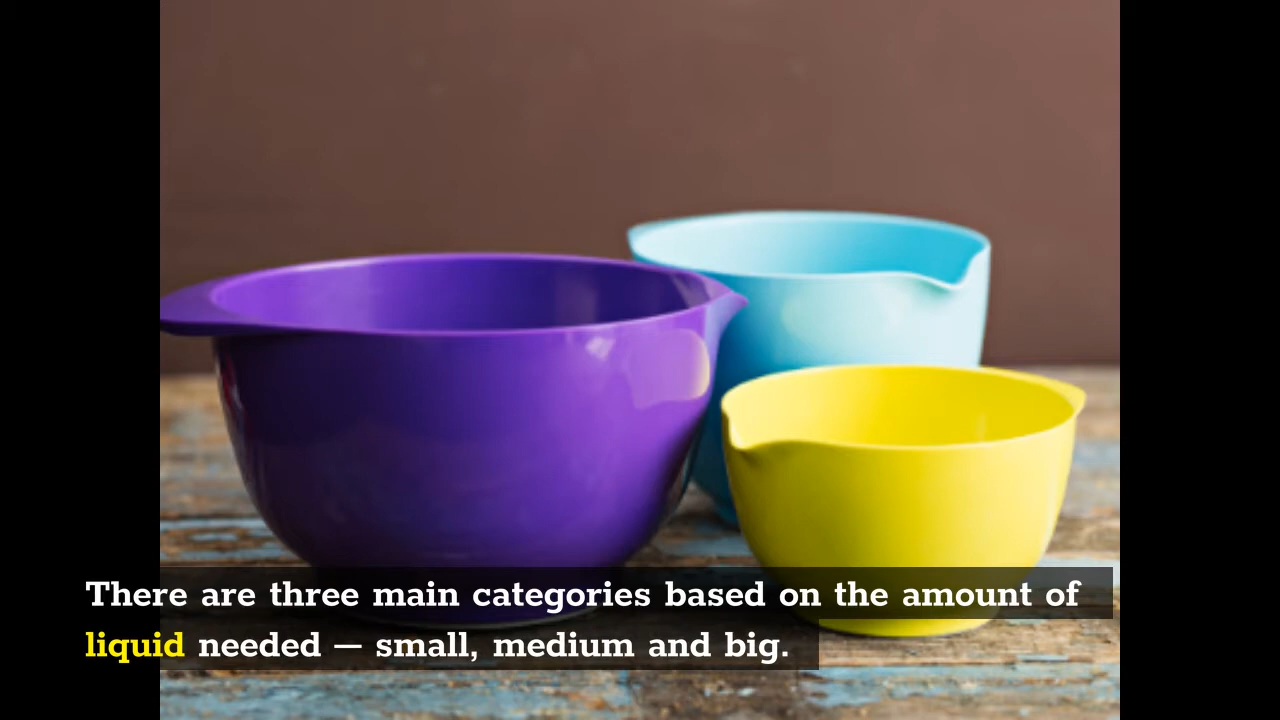 There are three main categories based on the amount of
liquid needed — small, medium and big.